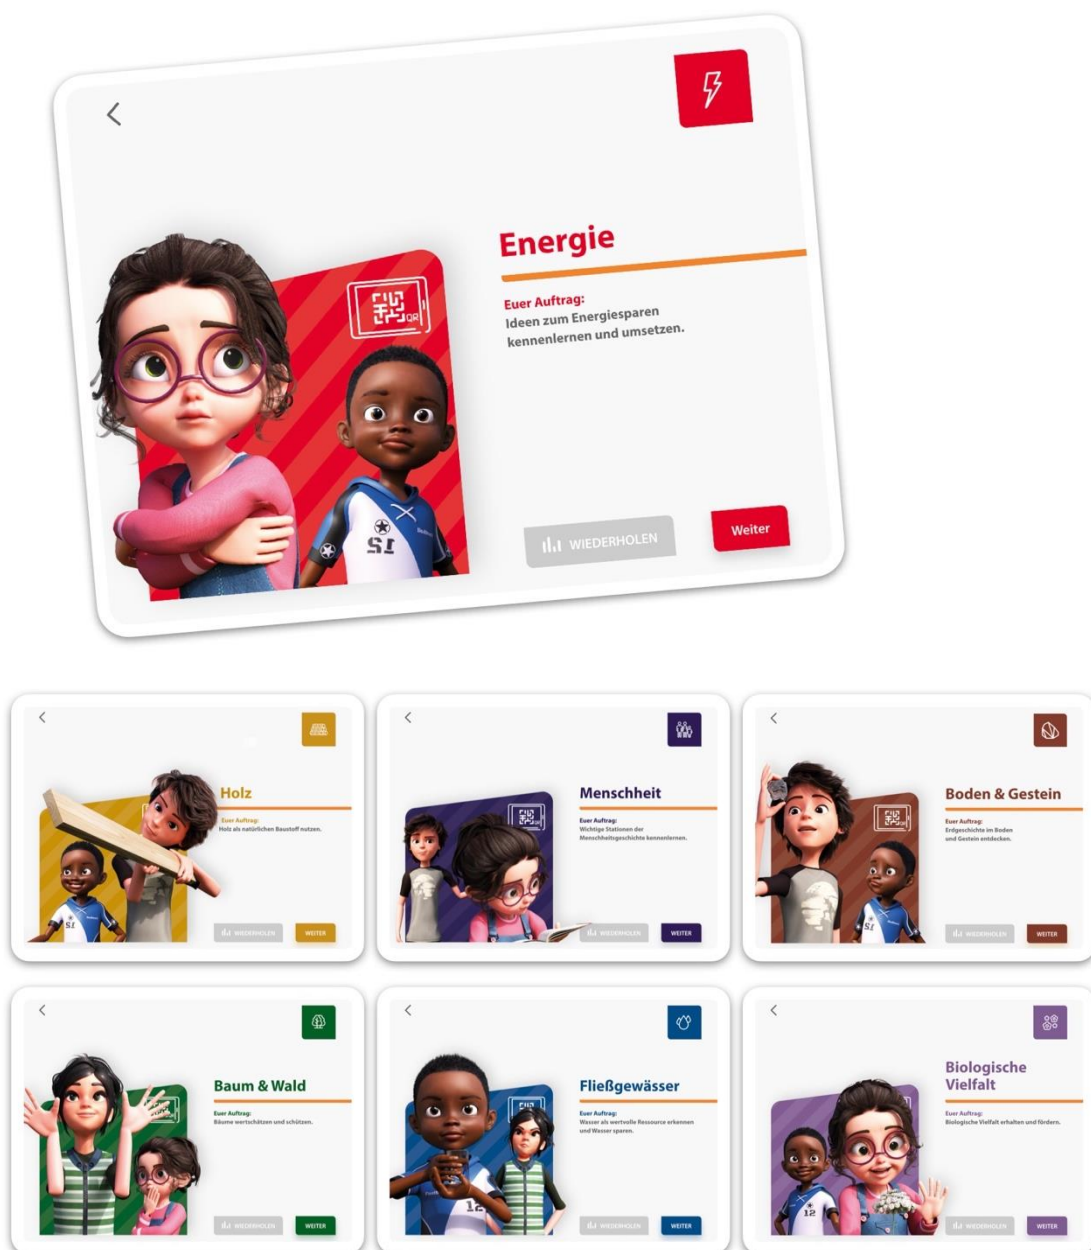 Energie
Euer Auftrag:
Ideen zum Energiesparen
kennenlernen und umsetzen.
QR
WIEDERHOLEN
Weiter
Holz
Euer Auftrag:
Holz als natürlichen Baustoff nutzen.
WIEDERHOLEN
WEITER
Menschheit
Euer Auftrag:
Wichtige Stationen der
Menschheitsgeschichte kennenlernen.
WIEDERHOLEN
WEITER
Boden & Gestein
Euer Auftrag:
Erdgeschichte im Boden
und Gestein entdecken.
WIEDERHOLEN
WEITER
Baum & Wald
Euer Auftrag:
Bäume wertschätzen und schützen.
WIEDERHOLEN
WEITER
Fließgewässer
Euer Auftrag:
Wasser als wertvolle Ressource erkennen
und Wasser sparen.
12
WIEDERHOLEN
WEITER
Biologische
Vielfalt
Euer Auftrag:
Biologische Vielfalt erhalten und fördern.
12
WIEDERHOLEN
WEITER